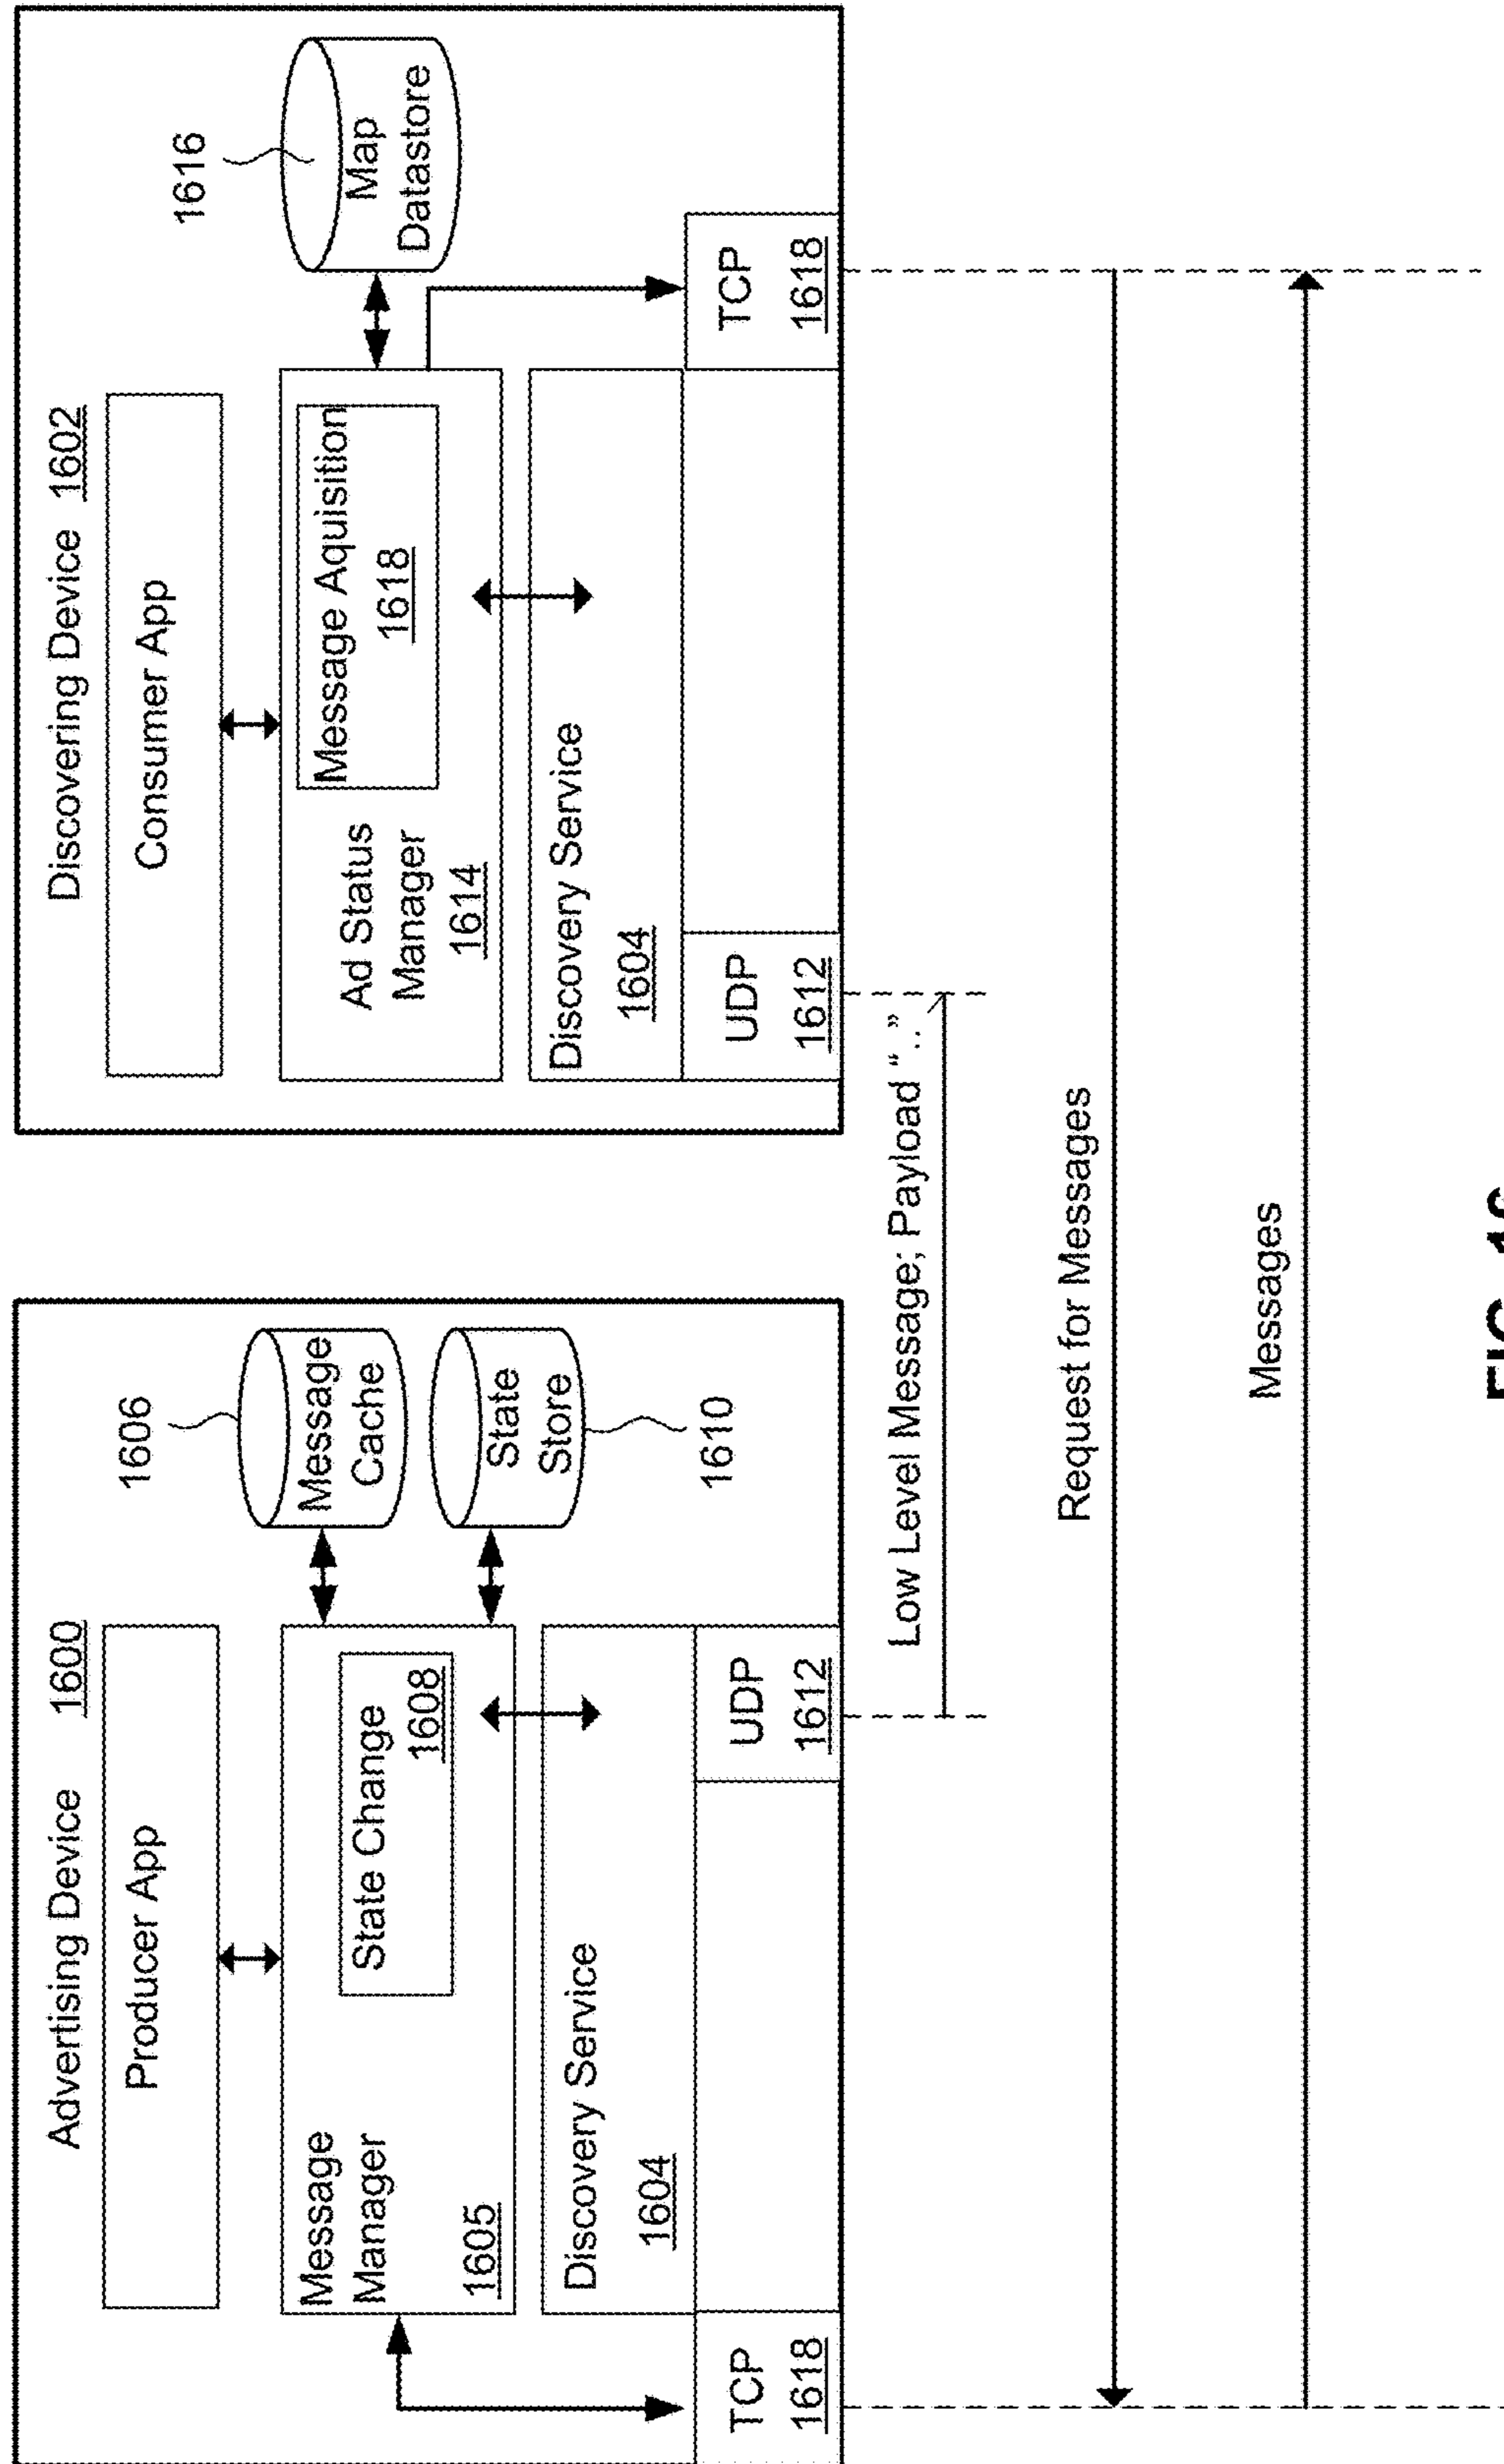 Advertising Device 1600
Producer App
Message
Manager
1605
State Change
1608
1606
Message
Cache
State
Store
1610
Discovery Service
1604
TCP
1618
UDP
1612
Discovering Device 1602
Consumer App
Ad Status
Manager
1614
Message Aquisition
1618
1616
Map
Datastore
Discovery Service
1604
UDP
1612
TCP
1618
Low Level Message; Payload “..”
Request for Messages
Messages